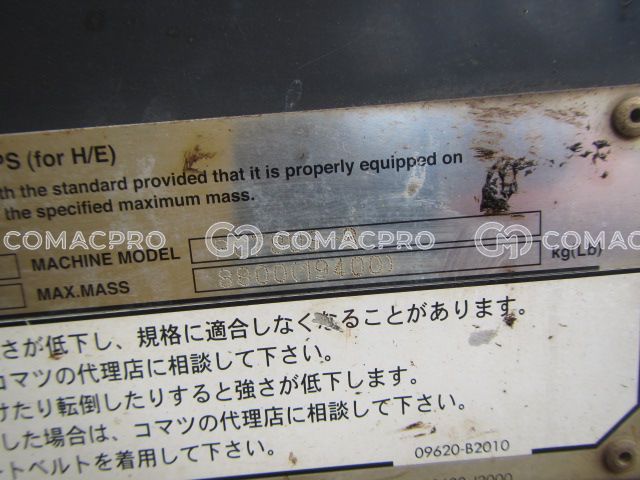 PS (for H/E)
th the standard provided that it is properly equipped on
the specified maximum mass.
COMACPRO COMACPRO
MACHINE MODEL
MAX.MASS 8800(19400) kg(Lb)
さが低下し、規格に適合しなくなることがあります。
コマツの代理店に相談して下さい。
けたり転倒したりすると強さが低下します。
した場合は、コマツの代理店に相談して下さい。
ートベルトを着用して下さい。
09620-B2010